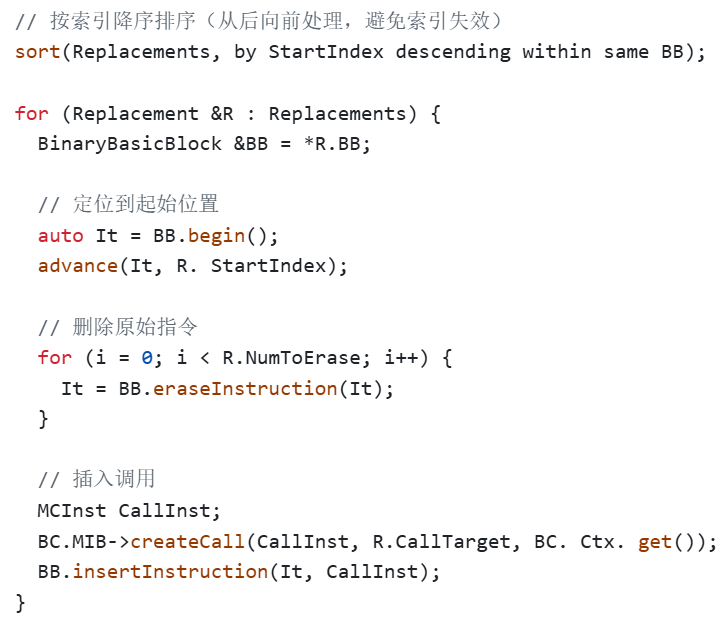 // 按索引降序排序（从后向前处理，避免索引失效）
sort(Replacements, by StartIndex descending within same BB);
for (Replacement &R : Replacements) {
BinaryBasicBlock &BB = *R.BB;
// 定位到起始位置
auto It = BB.begin();
advance(It, R. StartIndex);
// 删除原始指令
for (i = 0; i < R.NumToErase; i++) {
It = BB.eraseInstruction(It);
}
// 插入调用
MCInst CallInst;
BC.MIB->createCall(CallInst, R.CallTarget, BC. Ctx. get());
BB.insertInstruction(It, CallInst);
}